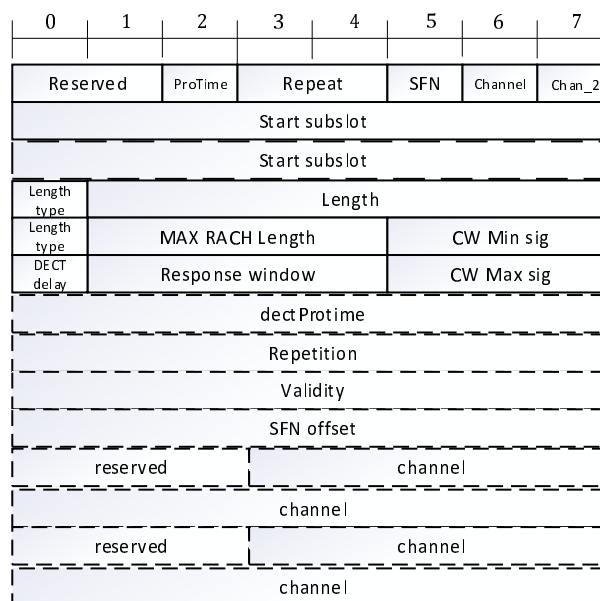 0 1 2 3 4 5 6 7
Reserved ProTime Repeat SFN Channel Chan_2
Start subslot
Start subslot
Length type Length
Length type MAX RACH Length CW Min sig
DECT delay Response window CW Max sig
dectProtime
Repetition
Validity
SFN offset
reserved channel
channel
reserved channel
channel